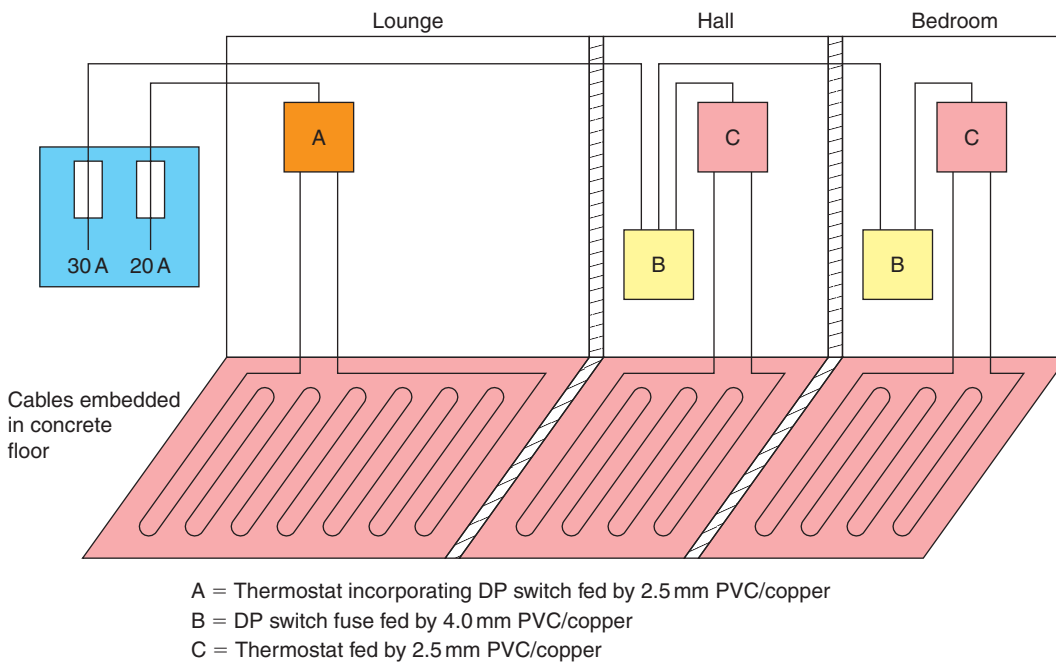 Lounge
Hall
Bedroom
A
C
C
B
B
30 A 20 A
Cables embedded
in concrete
floor
A = Thermostat incorporating DP switch fed by 2.5 mm PVC/copper
B = DP switch fuse fed by 4.0 mm PVC/copper
C = Thermostat fed by 2.5 mm PVC/copper